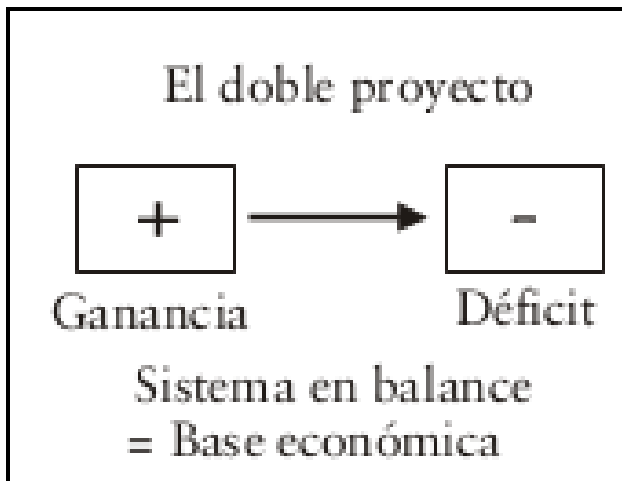 El doble proyecto
+ -
Ganancia Déficit
Sistema en balance
= Base económica